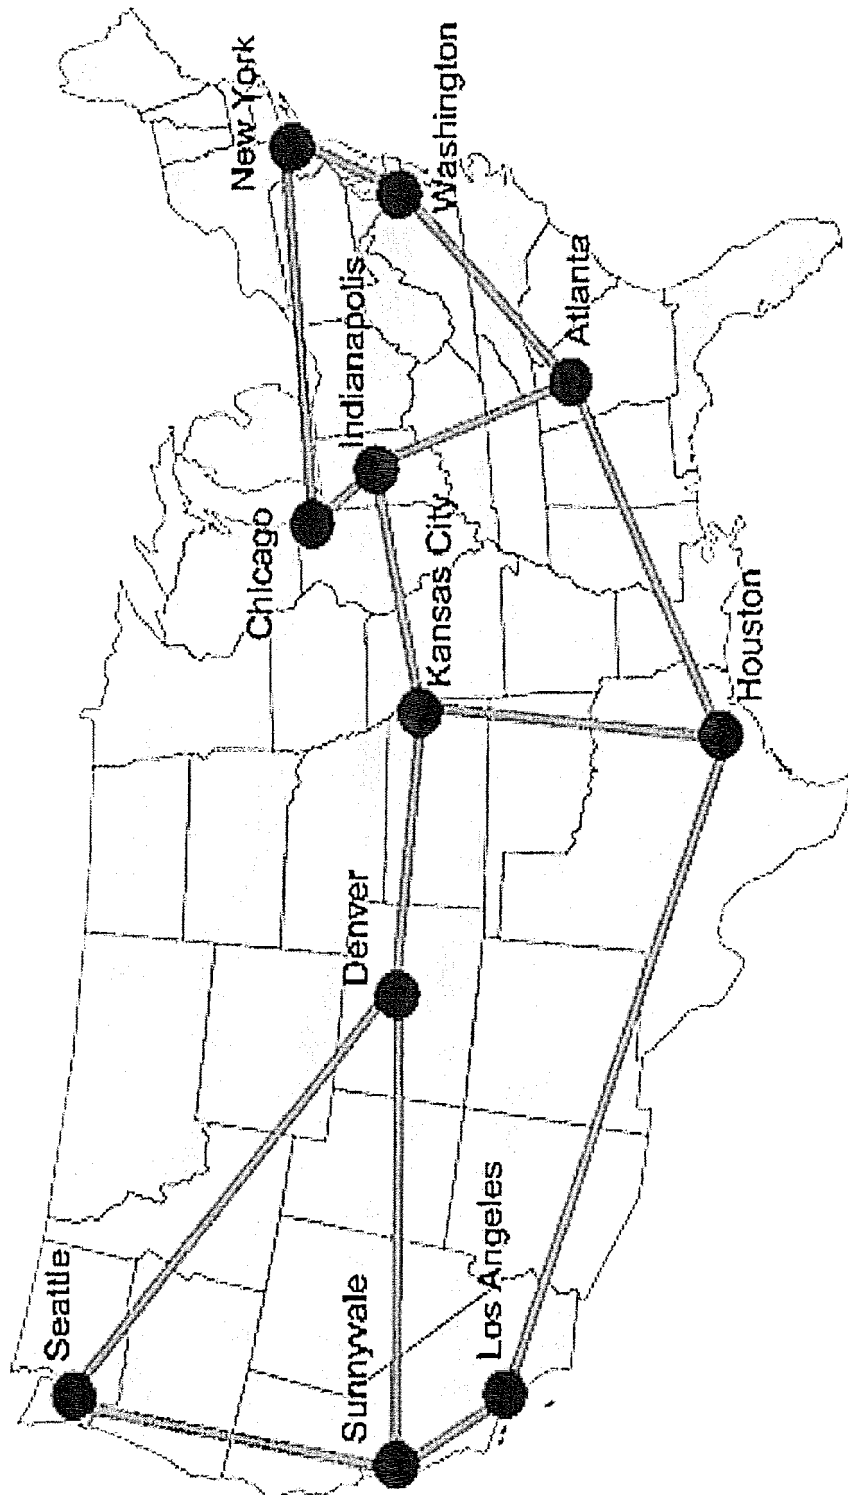 Seattle
Sunnyvale
Los Angeles
Denver
Kansas City
Houston
Chicago
Indianapolis
Atlanta
New York
Washington